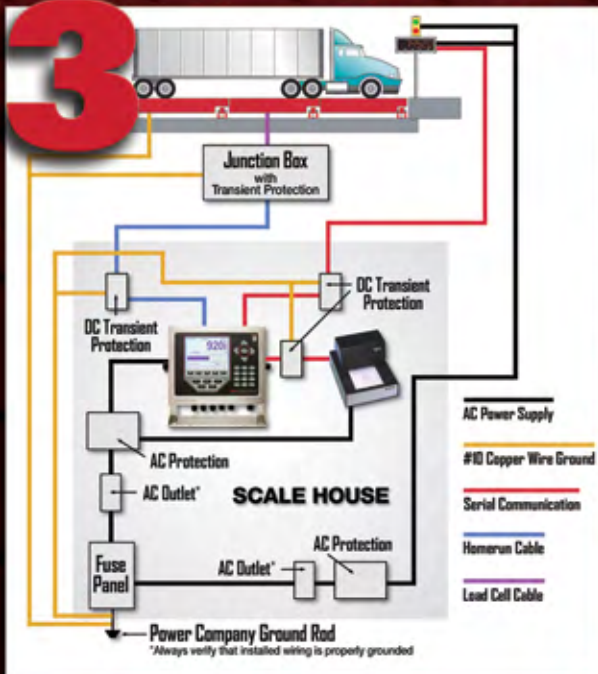 3
Junction Box
with
Transient Protection
DC Transient
Protection
DC Transient
Protection
920i
AC Power Supply
#10 Copper Wire Ground
AC Protection
Serial Communication
AC Outlet*
SCALE HOUSE
Homerun Cable
AC Protection
Fuse
Panel
AC Outlet*
Load Cell Cable
Power Company Ground Rod
*Always verify that installed wiring is properly grounded